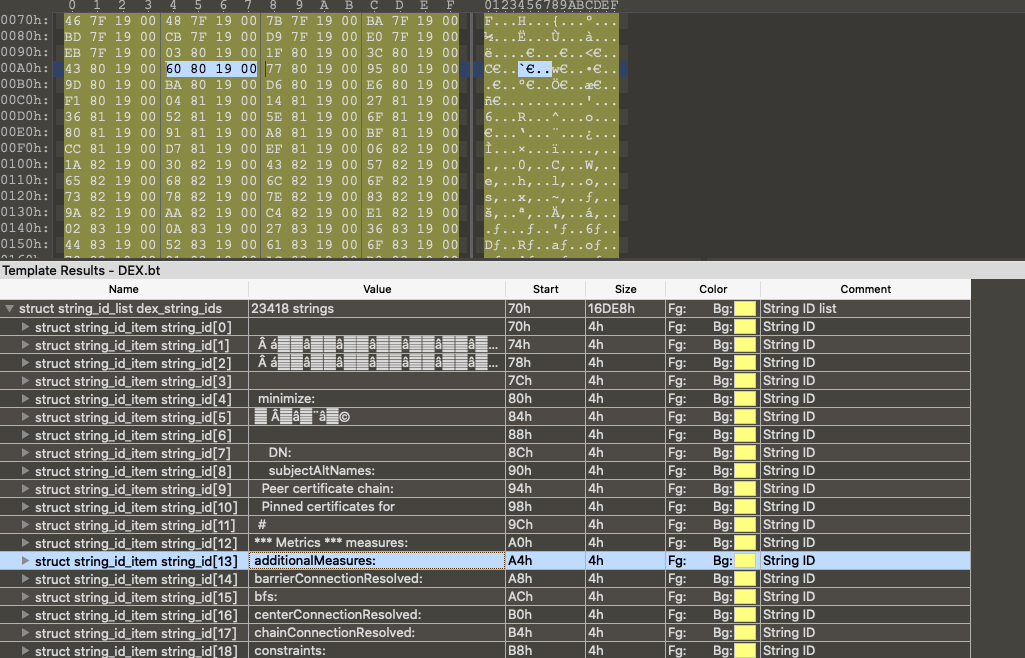 0 1 2 3 4 5 6 7 8 9 A B C D E F 0123456789ABCDEF
0070h: 46 7F 19 00 48 7F 19 00 7B 7F 19 00 BA 7F 19 00 F...H...{...º...
0080h: BD 7F 19 00 CB 7F 19 00 D9 7F 19 00 E0 7F 19 00 ½...Ë...Ù...à...
0090h: EB 7F 19 00 03 80 19 00 1F 80 19 00 3C 80 19 00 ë....€...€..<€..
00A0h: 43 80 19 00 60 80 19 00 77 80 19 00 95 80 19 00 C€..`€..w€..•€..
00B0h: 9D 80 19 00 BA 80 19 00 D6 80 19 00 E6 80 19 00 .€..º€..Ö€..æ€..
00C0h: F1 80 19 00 04 81 19 00 14 81 19 00 27 81 19 00 ñ€..........'...
00D0h: 36 81 19 00 52 81 19 00 5E 81 19 00 6F 81 19 00 6...R...^...o...
00E0h: 80 81 19 00 91 81 19 00 A8 81 19 00 BF 81 19 00 €...‘...¨...¿...
00F0h: CC 81 19 00 D7 81 19 00 EF 81 19 00 06 82 19 00 Ì...×...ï....‚..
0100h: 1A 82 19 00 30 82 19 00 43 82 19 00 57 82 19 00 .‚..0‚..C‚..W‚..
0110h: 65 82 19 00 68 82 19 00 6C 82 19 00 6F 82 19 00 e‚..h‚..l‚..o‚..
0120h: 73 82 19 00 78 82 19 00 7E 82 19 00 83 82 19 00 s‚..x‚..~‚..ƒ‚..
0130h: 9A 82 19 00 AA 82 19 00 C4 82 19 00 E1 82 19 00 š‚..ª‚..Ä‚..á‚..
0140h: 02 83 19 00 0A 83 19 00 27 83 19 00 36 83 19 00 .ƒ...ƒ..'ƒ..6ƒ..
0150h: 44 83 19 00 52 83 19 00 61 83 19 00 6F 83 19 00 Dƒ..Rƒ..aƒ..oƒ..
Template Results - DEX.bt
Name Value Start Size Color Comment
struct string_id_list dex_string_ids 23418 strings 70h 16DE8h Fg: Bg: String ID list
struct string_id_item string_id[0] 70h 4h Fg: Bg: String ID
struct string_id_item string_id[1] 74h 4h Fg: Bg: String ID
struct string_id_item string_id[2] 78h 4h Fg: Bg: String ID
struct string_id_item string_id[3] 7Ch 4h Fg: Bg: String ID
struct string_id_item string_id[4] minimize: 80h 4h Fg: Bg: String ID
struct string_id_item string_id[5] 84h 4h Fg: Bg: String ID
struct string_id_item string_id[6] 88h 4h Fg: Bg: String ID
struct string_id_item string_id[7] DN: 8Ch 4h Fg: Bg: String ID
struct string_id_item string_id[8] subjectAltNames: 90h 4h Fg: Bg: String ID
struct string_id_item string_id[9] Peer certificate chain: 94h 4h Fg: Bg: String ID
struct string_id_item string_id[10] Pinned certificates for 98h 4h Fg: Bg: String ID
struct string_id_item string_id[11] # 9Ch 4h Fg: Bg: String ID
struct string_id_item string_id[12] *** Metrics *** measures: A0h 4h Fg: Bg: String ID
struct string_id_item string_id[13] additionalMeasures: A4h 4h Fg: Bg: String ID
struct string_id_item string_id[14] barrierConnectionResolved: A8h 4h Fg: Bg: String ID
struct string_id_item string_id[15] bfs: ACh 4h Fg: Bg: String ID
struct string_id_item string_id[16] centerConnectionResolved: B0h 4h Fg: Bg: String ID
struct string_id_item string_id[17] chainConnectionResolved: B4h 4h Fg: Bg: String ID
struct string_id_item string_id[18] constraints: B8h 4h Fg: Bg: String ID